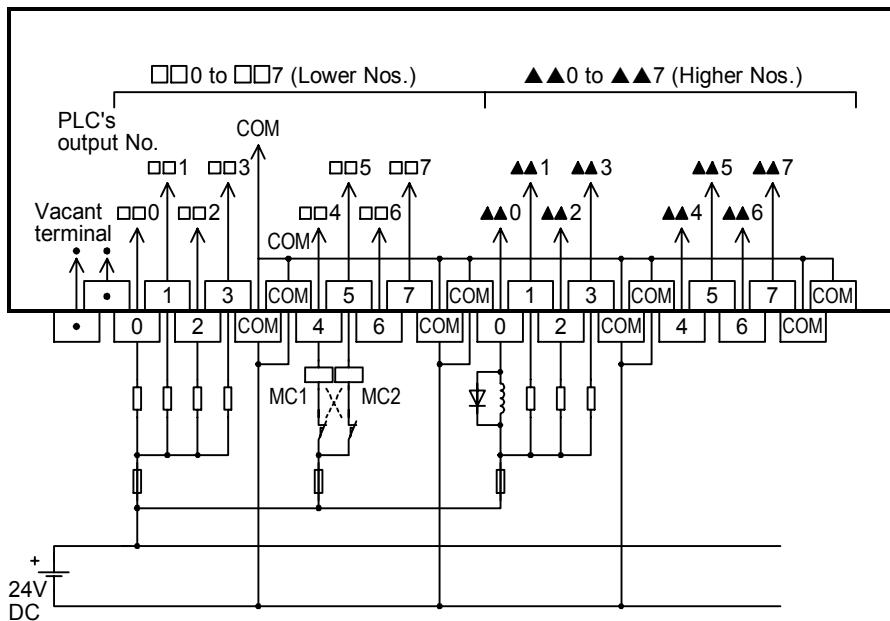 □□0 to □□7 (Lower Nos.) ▲▲0 to ▲▲7 (Higher Nos.)
PLC's
output No.
COM
□□1 □□3 □□5 □□7 ▲▲1 ▲▲3 ▲▲5 ▲▲7
Vacant
terminal
□□0 □□2 □□4 □□6 ▲▲0 ▲▲2 ▲▲4 ▲▲6
COM
• 1 3 COM 5 7 COM 1 3 COM 5 7 COM
• 0 2 COM 4 6 COM 0 2 COM 4 6 COM
MC1 MC2
+
24V
DC